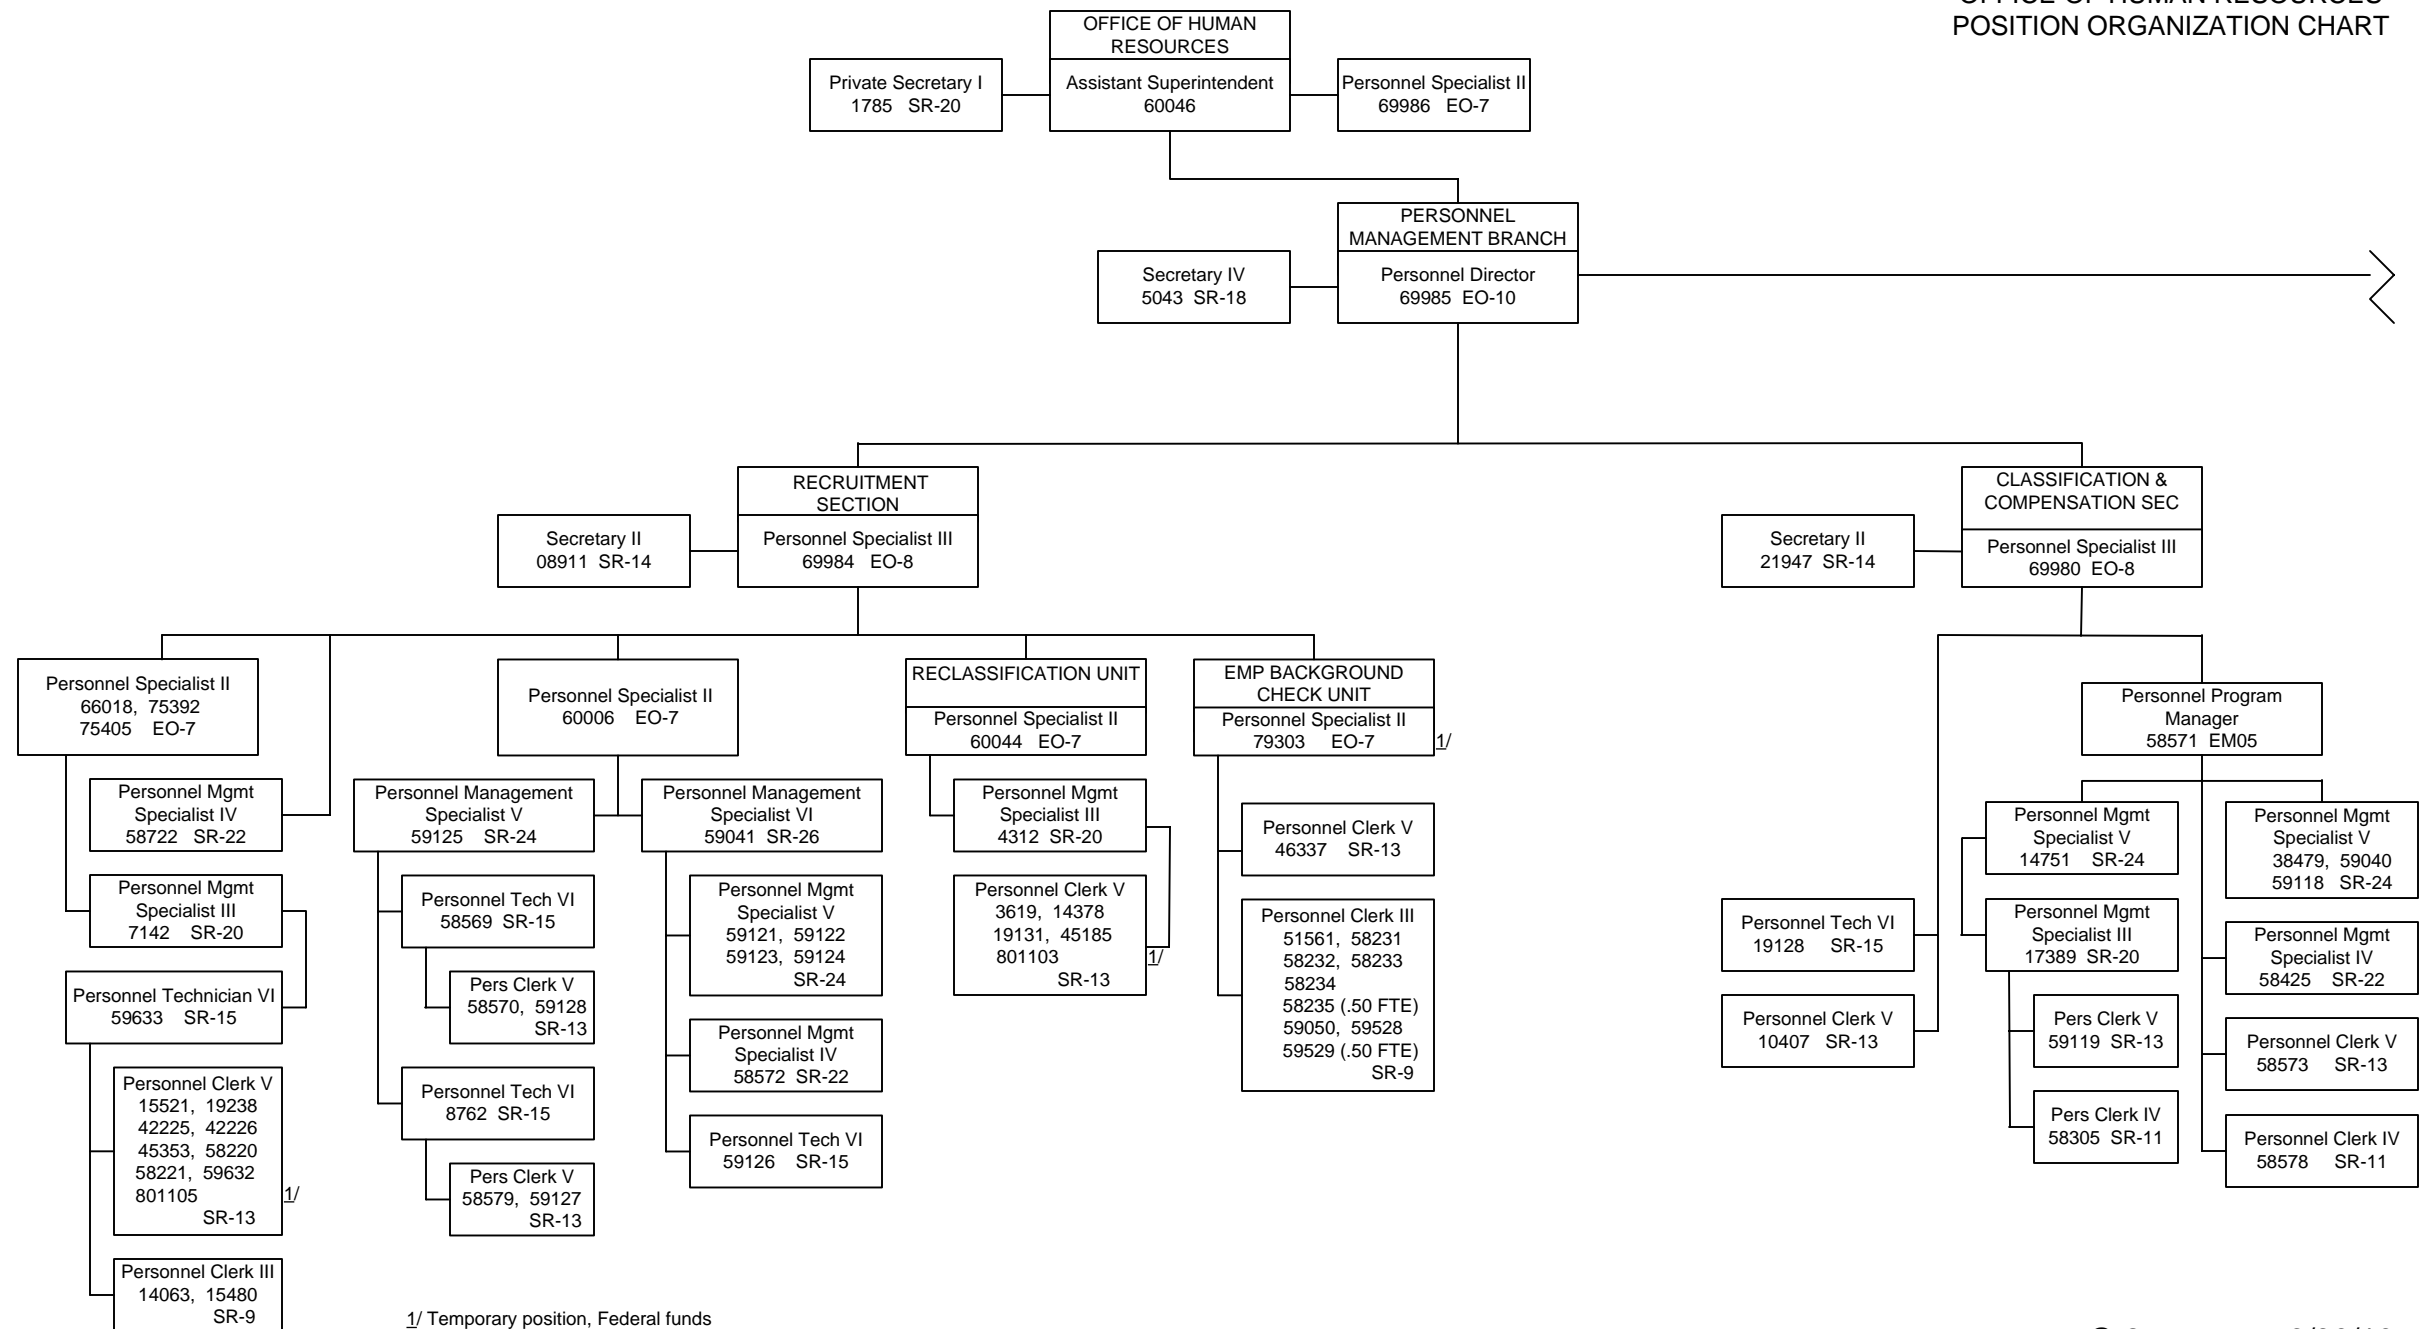 OFFICE OF HUMAN RESOURCES
POSITION ORGANIZATION CHART
OFFICE OF HUMAN
RESOURCES
Assistant Superintendent
60046
Private Secretary I
1785 SR-20
Personnel Specialist II
69986 EO-7
PERSONNEL
MANAGEMENT BRANCH
Personnel Director
69985 EO-10
Secretary IV
5043 SR-18
RECRUITMENT
SECTION
Personnel Specialist III
69984 EO-8
Secretary II
08911 SR-14
CLASSIFICATION &
COMPENSATION SEC
Personnel Specialist III
69980 EO-8
Secretary II
21947 SR-14
Personnel Specialist II
66018, 75392
75405 EO-7
Personnel Mgmt
Specialist IV
58722 SR-22
Personnel Mgmt
Specialist III
7142 SR-20
Personnel Technician VI
59633 SR-15
Personnel Clerk V
15521, 19238
42225, 42226
45353, 58220
58221, 59632
801105 1/
SR-13
Personnel Clerk III
14063, 15480
SR-9
Personnel Specialist II
60006 EO-7
Personnel Management
Specialist V
59125 SR-24
Personnel Tech VI
58569 SR-15
Pers Clerk V
58570, 59128
SR-13
Personnel Tech VI
8762 SR-15
Pers Clerk V
58579, 59127
SR-13
Personnel Management
Specialist VI
59041 SR-26
Personnel Mgmt
Specialist V
59121, 59122
59123, 59124
SR-24
Personnel Mgmt
Specialist IV
58572 SR-22
Personnel Tech VI
59126 SR-15
RECLASSIFICATION UNIT
Personnel Specialist II
60044 EO-7
Personnel Mgmt
Specialist III
4312 SR-20
Personnel Clerk V
3619, 14378
19131, 45185
801103 1/
SR-13
EMP BACKGROUND
CHECK UNIT
Personnel Specialist II
79303 EO-7 1/
Personnel Clerk V
46337 SR-13
Personnel Clerk III
51561, 58231
58232, 58233
58234
58235 (.50 FTE)
59050, 59528
59529 (.50 FTE)
SR-9
Personnel Tech VI
19128 SR-15
Personnel Clerk V
10407 SR-13
Personnel Program
Manager
58571 EM05
Personnel Mgmt
Specialist V
14751 SR-24
Personnel Mgmt
Specialist III
17389 SR-20
Pers Clerk V
59119 SR-13
Pers Clerk IV
58305 SR-11
Personnel Mgmt
Specialist V
38479, 59040
59118 SR-24
Personnel Mgmt
Specialist IV
58425 SR-22
Personnel Clerk V
58573 SR-13
Personnel Clerk IV
58578 SR-11
1/ Temporary position, Federal funds